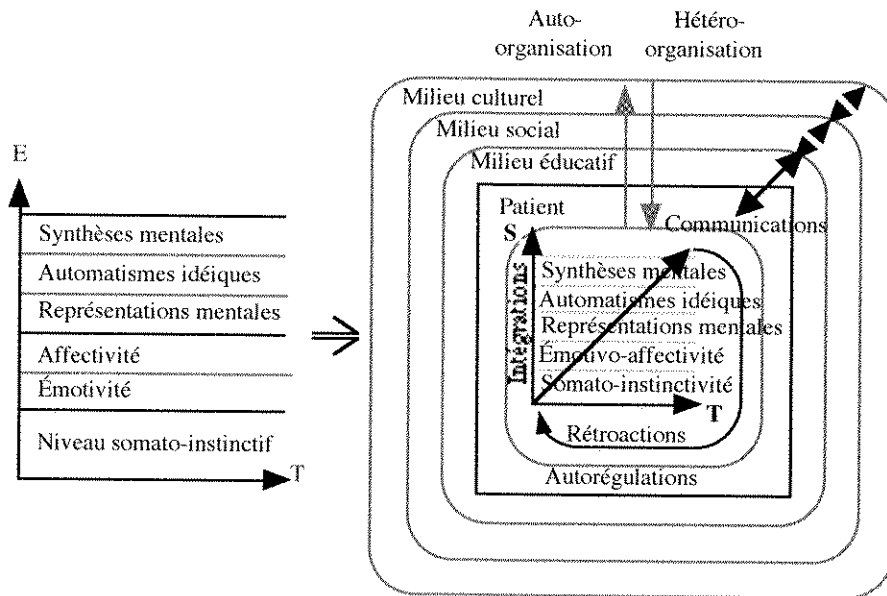 Auto-
organisation
Hétéro-
organisation
E
Synthèses mentales
Automatismes idéiques
Représentations mentales
Affectivité
Émotivité
Niveau somato-instinctif
T
Milieu culturel
Milieu social
Milieu éducatif
Patient
Communications
S
Intégrations
Synthèses mentales
Automatismes idéiques
Représentations mentales
Émotivo-affectivité
Somato-instinctivité
T
Rétroactions
Autorégulations